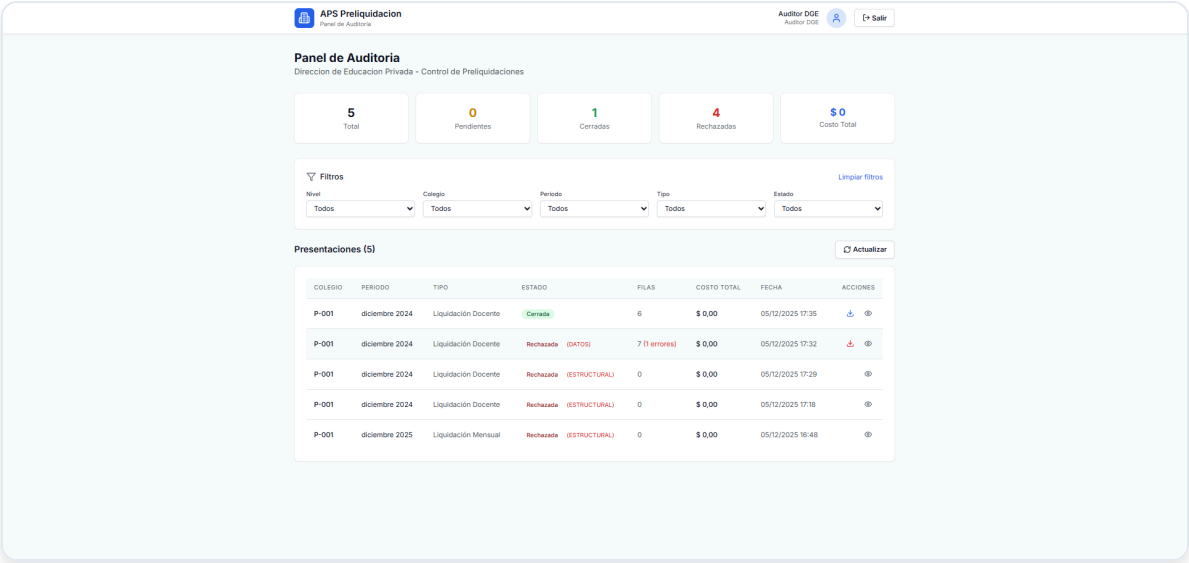 APS Preliquidacion
Panel de Auditoria
Auditor DGE
Auditor DGE
Salir
Panel de Auditoria
Direccion de Educacion Privada - Control de Preliquidaciones
5
Total
0
Pendientes
1
Cerradas
4
Rechazadas
$ 0
Costo Total
Filtros
Limpiar filtros
Nivel
Colegio
Periodo
Tipo
Estado
Todos Todos Todos Todos Todos
Presentaciones (5)
Actualizar
COLEGIO PERIODO TIPO ESTADO FILAS COSTO TOTAL FECHA ACCIONES
P-001 diciembre 2024 Liquidación Docente Cerrada 6 $ 0,00 05/12/2025 17:35
P-001 diciembre 2024 Liquidación Docente Rechazada (DATOS) 7 (1 errores) $ 0,00 05/12/2025 17:32
P-001 diciembre 2024 Liquidación Docente Rechazada (ESTRUCTURAL) 0 $ 0,00 05/12/2025 17:29
P-001 diciembre 2024 Liquidación Docente Rechazada (ESTRUCTURAL) 0 $ 0,00 05/12/2025 17:18
P-001 diciembre 2025 Liquidación Mensual Rechazada (ESTRUCTURAL) 0 $ 0,00 05/12/2025 16:48